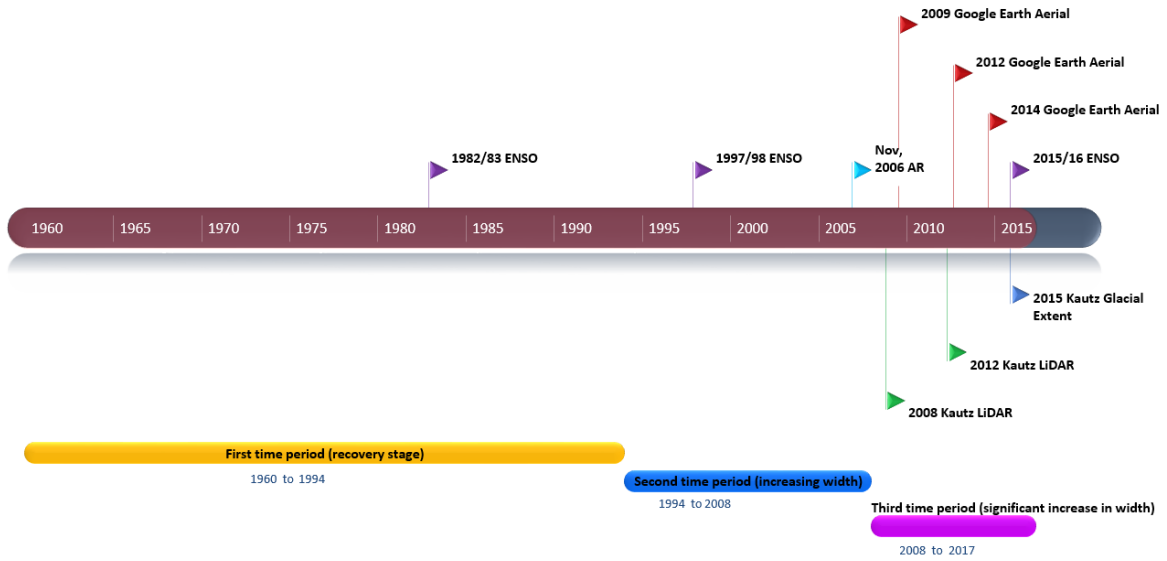 2009 Google Earth Aerial
2012 Google Earth Aerial
2014 Google Earth Aerial
1982/83 ENSO
1997/98 ENSO
Nov,
2006 AR
2015/16 ENSO
1960 1965 1970 1975 1980 1985 1990 1995 2000 2005 2010 2015
2015 Kautz Glacial
Extent
2012 Kautz LiDAR
2008 Kautz LiDAR
First time period (recovery stage)
1960 to 1994
Second time period (increasing width)
1994 to 2008
Third time period (significant increase in width)
2008 to 2017